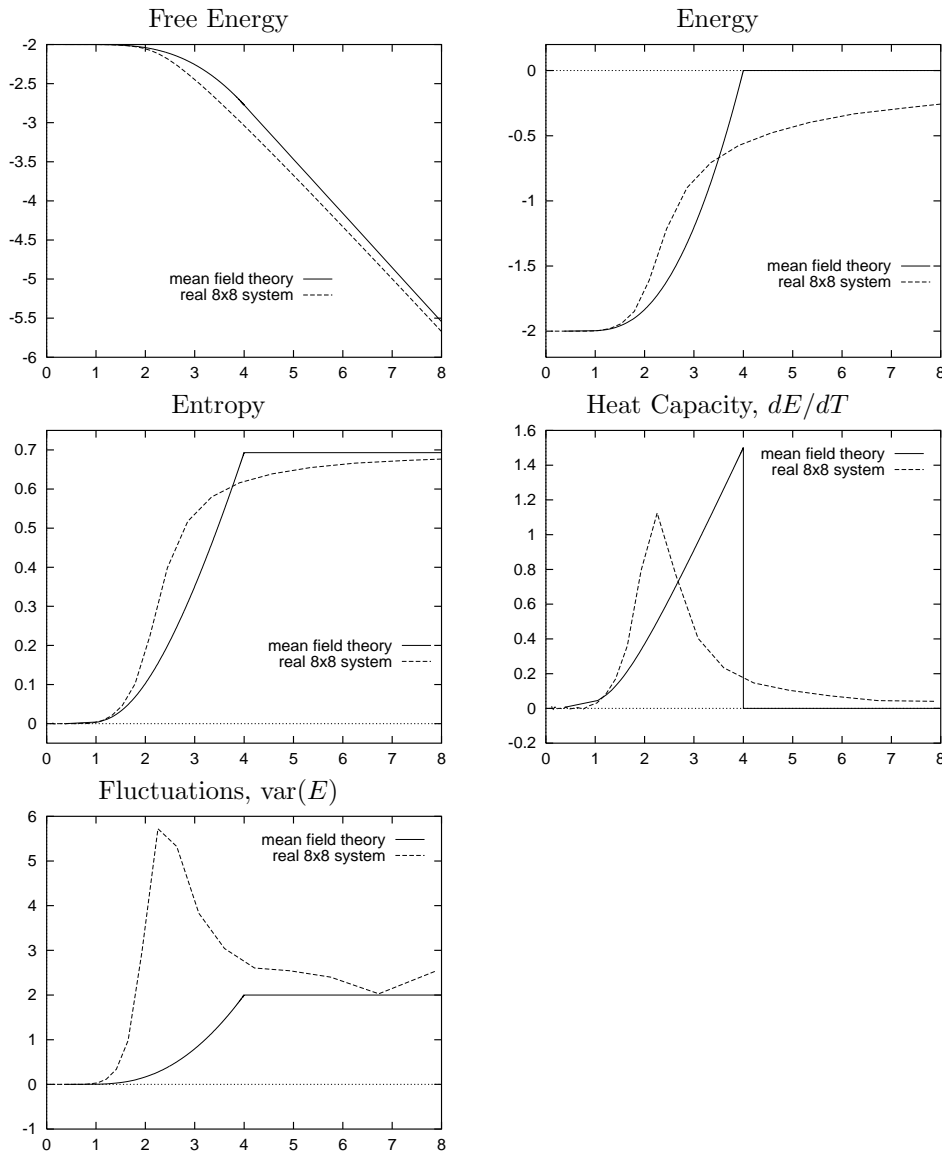 Free Energy
-2
-2.5
-3
-3.5
-4
-4.5
-5
-5.5
-6
0 1 2 3 4 5 6 7 8
mean field theory
real 8x8 system
Energy
0
-0.5
-1
-1.5
-2
0 1 2 3 4 5 6 7 8
mean field theory
real 8x8 system
Entropy
0.7
0.6
0.5
0.4
0.3
0.2
0.1
0
0 1 2 3 4 5 6 7 8
mean field theory
real 8x8 system
Heat Capacity, dE/dT
1.6
1.4
1.2
1
0.8
0.6
0.4
0.2
0
-0.2
0 1 2 3 4 5 6 7 8
mean field theory
real 8x8 system
Fluctuations, var(E)
6
5
4
3
2
1
0
-1
0 1 2 3 4 5 6 7 8
mean field theory
real 8x8 system